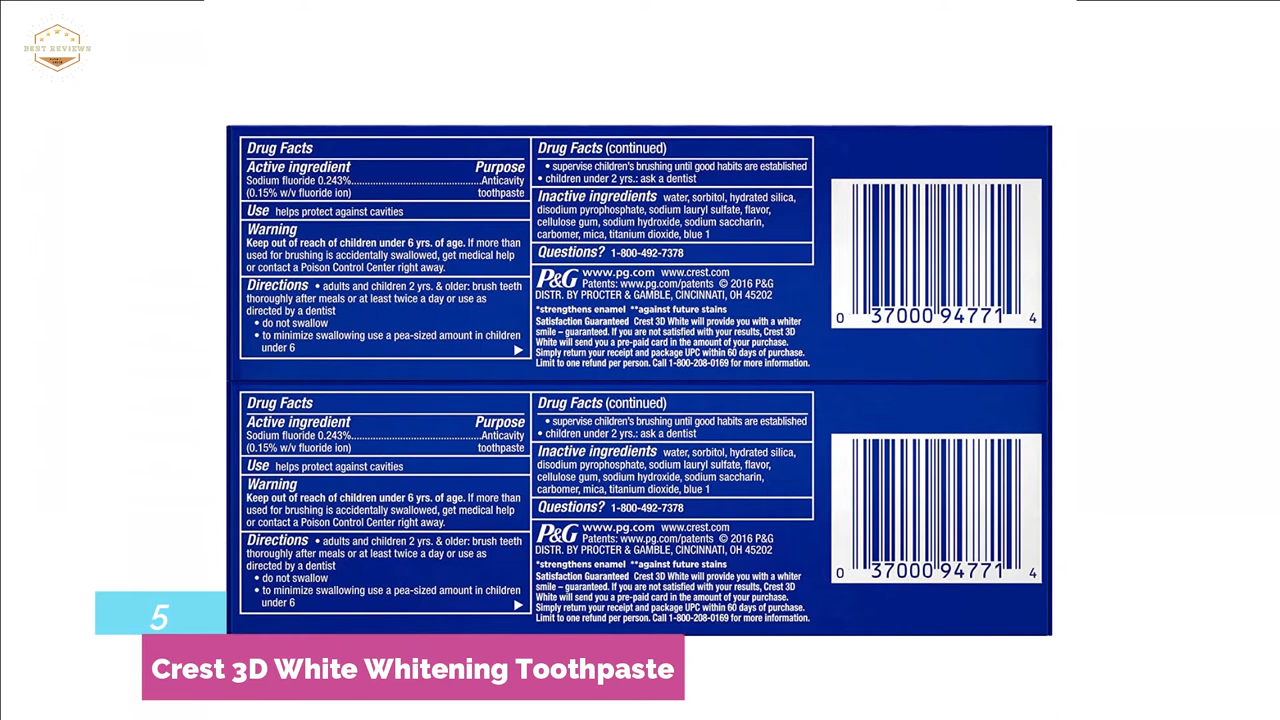 BEST REVIEWS
Drug Facts
Active ingredient Purpose
Sodium fluoride 0.243%......................................Anticavity
(0.15% w/v fluoride ion) toothpaste
Use helps protect against cavities
Warning
Keep out of reach of children under 6 yrs. of age. If more than
used for brushing is accidentally swallowed, get medical help
or contact a Poison Control Center right away.
Directions • adults and children 2 yrs. & older: brush teeth
thoroughly after meals or at least twice a day or use as
directed by a dentist
• do not swallow
• to minimize swallowing use a pea-sized amount in children
under 6
Drug Facts (continued)
• supervise children's brushing until good habits are established
• children under 2 yrs.: ask a dentist
Inactive ingredients water, sorbitol, hydrated silica,
disodium pyrophosphate, sodium lauryl sulfate, flavor,
cellulose gum, sodium hydroxide, sodium saccharin,
carbomer, mica, titanium dioxide, blue 1
Questions? 1-800-492-7378
P&G www.pg.com www.crest.com
Patents: www.pg.com/patents © 2016 P&G
DISTR. BY PROCTER & GAMBLE, CINCINNATI, OH 45202
*strengthens enamel **against future stains
Satisfaction Guaranteed Crest 3D White will provide you with a whiter
smile – guaranteed. If you are not satisfied with your results, Crest 3D
White will send you a pre-paid card in the amount of your purchase.
Simply return your receipt and package UPC within 60 days of purchase.
Limit to one refund per person. Call 1-800-208-0169 for more information.
0 37000 94771 4
Drug Facts
Active ingredient Purpose
Sodium fluoride 0.243%......................................Anticavity
(0.15% w/v fluoride ion) toothpaste
Use helps protect against cavities
Warning
Keep out of reach of children under 6 yrs. of age. If more than
used for brushing is accidentally swallowed, get medical help
or contact a Poison Control Center right away.
Directions • adults and children 2 yrs. & older: brush teeth
thoroughly after meals or at least twice a day or use as
directed by a dentist
• do not swallow
• to minimize swallowing use a pea-sized amount in children
under 6
Drug Facts (continued)
• supervise children's brushing until good habits are established
• children under 2 yrs.: ask a dentist
Inactive ingredients water, sorbitol, hydrated silica,
disodium pyrophosphate, sodium lauryl sulfate, flavor,
cellulose gum, sodium hydroxide, sodium saccharin,
carbomer, mica, titanium dioxide, blue 1
Questions? 1-800-492-7378
P&G www.pg.com www.crest.com
Patents: www.pg.com/patents © 2016 P&G
DISTR. BY PROCTER & GAMBLE, CINCINNATI, OH 45202
*strengthens enamel **against future stains
Satisfaction Guaranteed Crest 3D White will provide you with a whiter
smile – guaranteed. If you are not satisfied with your results, Crest 3D
White will send you a pre-paid card in the amount of your purchase.
Simply return your receipt and package UPC within 60 days of purchase.
Limit to one refund per person. Call 1-800-208-0169 for more information.
0 37000 94771 4
5
Crest 3D White Whitening Toothpaste